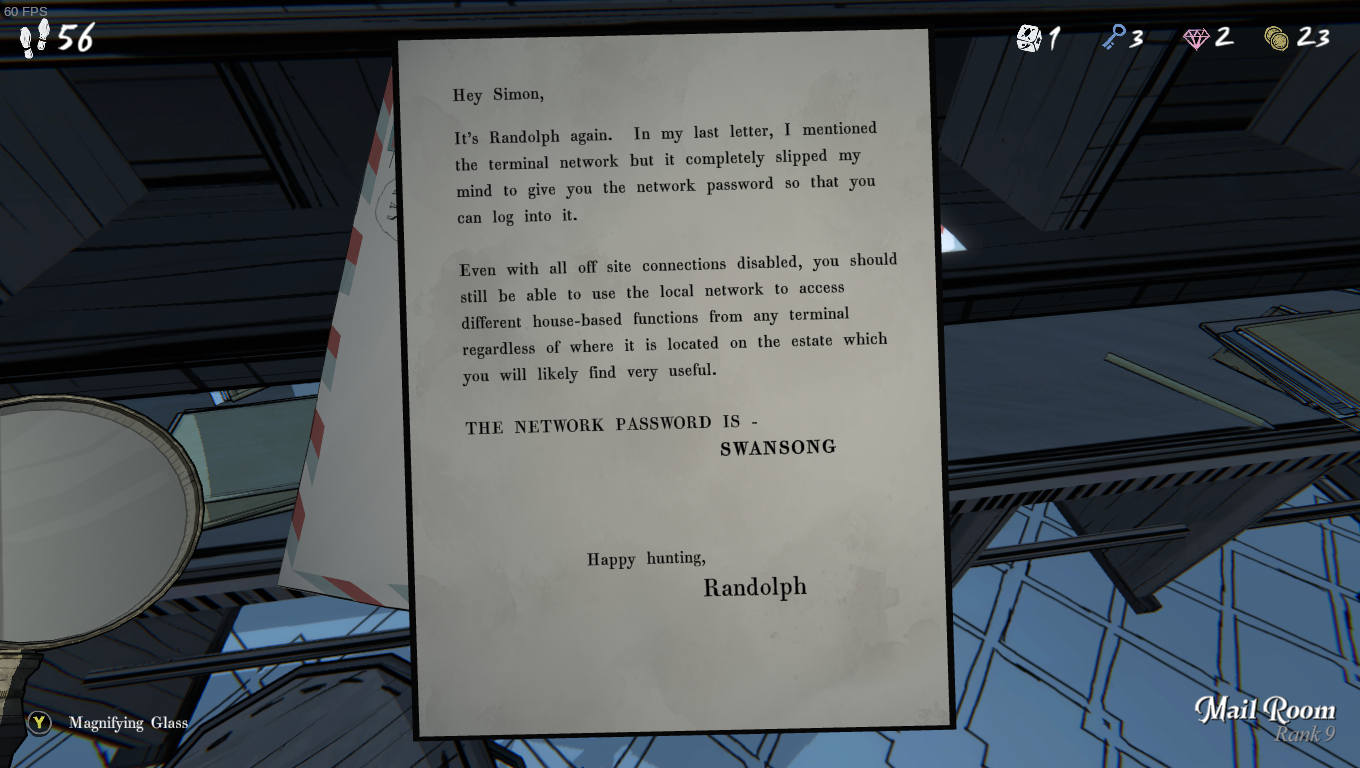 60 FPS
56
1
3
2
23
Hey Simon,
It's Randolph again. In my last letter, I mentioned
the terminal network but it completely slipped my
mind to give you the network password so that you
can log into it.
Even with all off site connections disabled, you should
still be able to use the local network to access
different house-based functions from any terminal
regardless of where it is located on the estate which
you will likely find very useful.
THE NETWORK PASSWORD IS -
SWANSONG
Happy hunting,
Randolph
Y Magnifying Glass
Mail Room
Rank 9